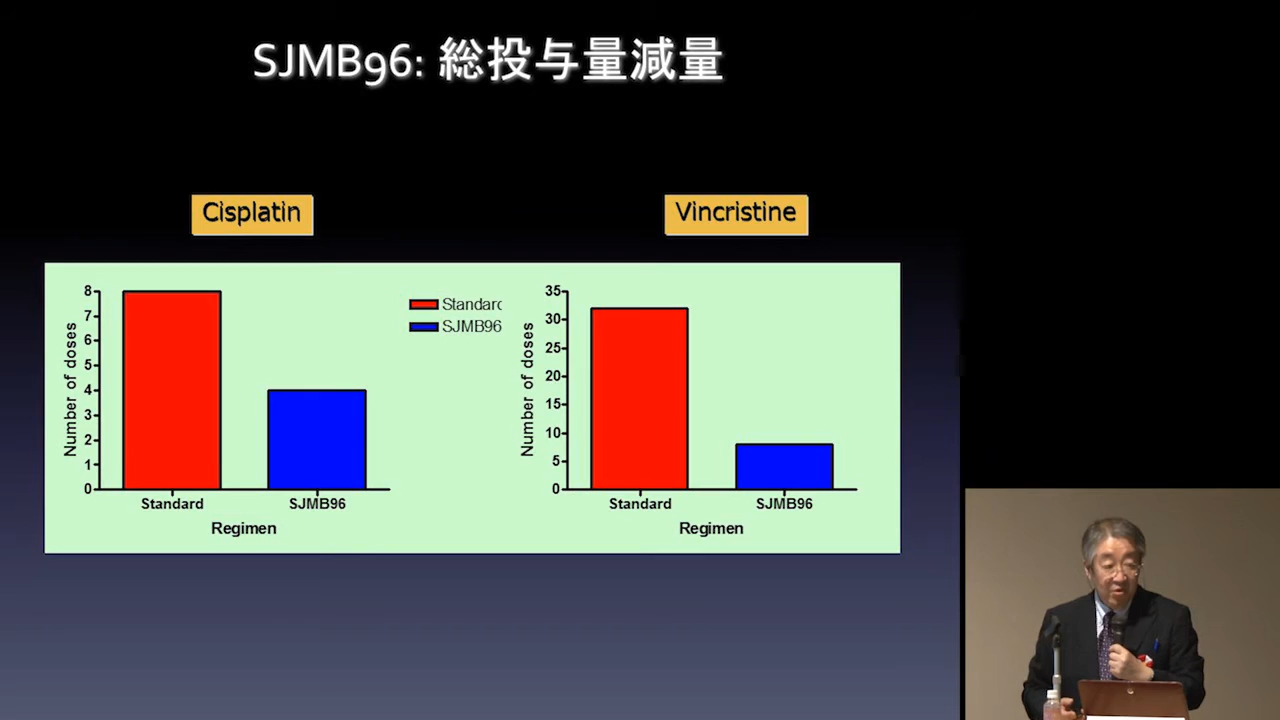 SJMB96: 総投与量減量
Cisplatin
Vincristine
8
7
6
5
4
3
2
1
0
Number of doses
Standard
SJMB96
Regimen
Standard
SJMB96
35
30
25
20
15
10
5
0
Number of doses
Standard
SJMB96
Regimen